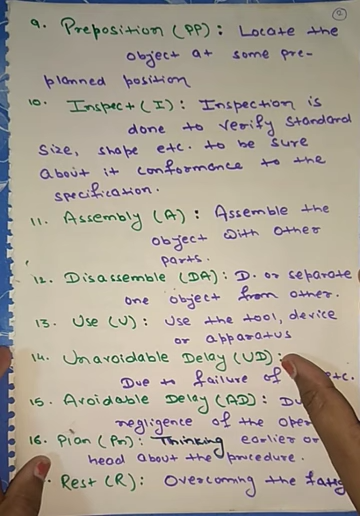 2
9. Preposition (PP): Locate the
object at some pre-
planned position
10. Inspect (I): Inspection is
done to verify standard
size, shape etc. to be sure
about it conformance to the
specification.
11. Assembly (A): Assemble the
object with other
parts.
12. Disassemble (DA): D. or separate
one object from other.
13. Use (U): Use the tool, device
or apparatus
14. Unavoidable Delay (UD):
Due to failure of etc.
15. Avoidable Delay (AD):
negligence of the
16. Plan (Pn): Thinking earlier or
head about the procedure.
Rest (R): Overcoming the